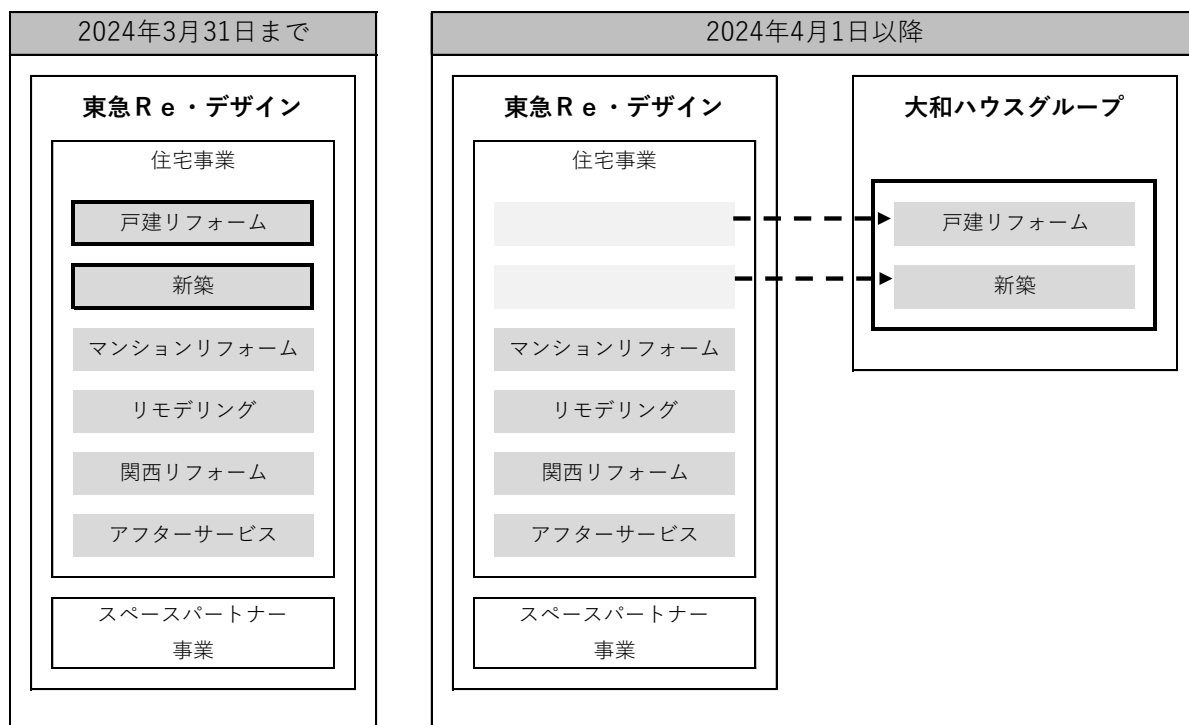 2024年3月31日まで
東急Ｒｅ・デザイン
住宅事業
戸建リフォーム
新築
マンションリフォーム
リモデリング
関西リフォーム
アフターサービス
スペースパートナー
事業
2024年4月1日以降
東急Ｒｅ・デザイン
住宅事業
マンションリフォーム
リモデリング
関西リフォーム
アフターサービス
スペースパートナー
事業
大和ハウスグループ
戸建リフォーム
新築